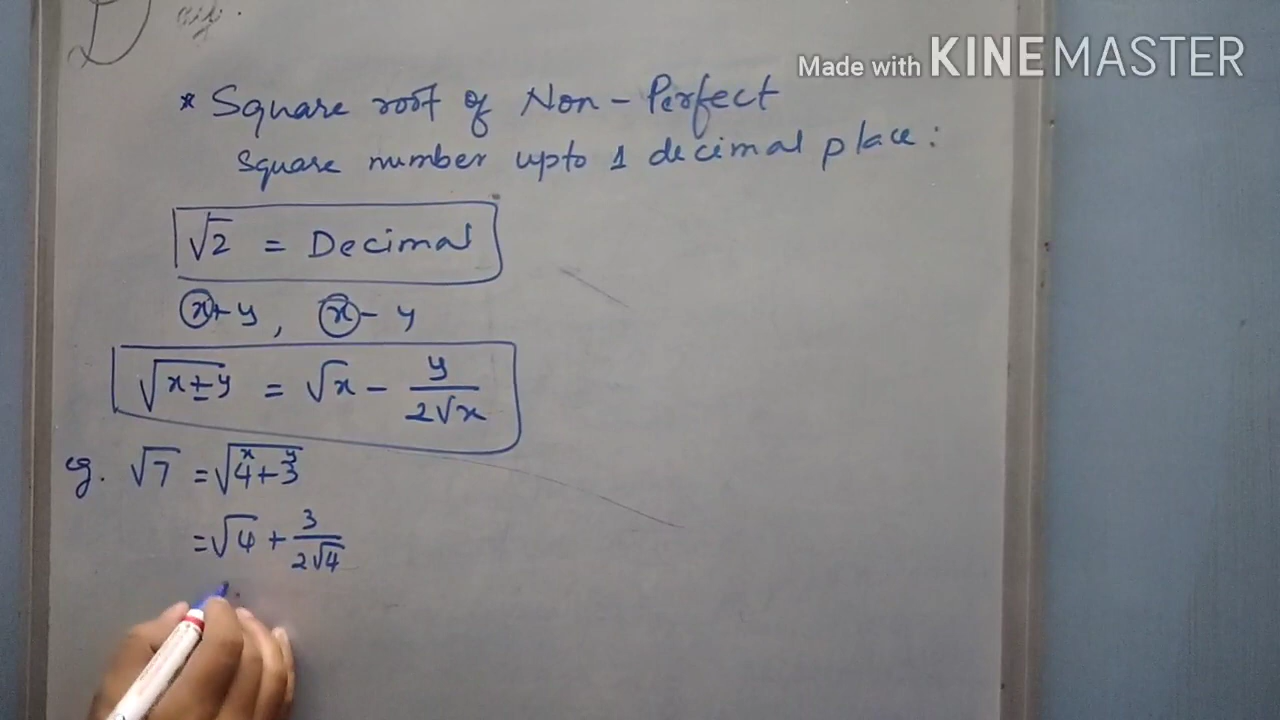 Made with KINEMASTER
* Square root of Non-Perfect
Square number upto 1 decimal place:
√2 = Decimal
x+y, x-y
√(x±y) = √x - y/(2√x)
eg. √7 = √(4+3)
x y
= √4 + 3/(2√4)